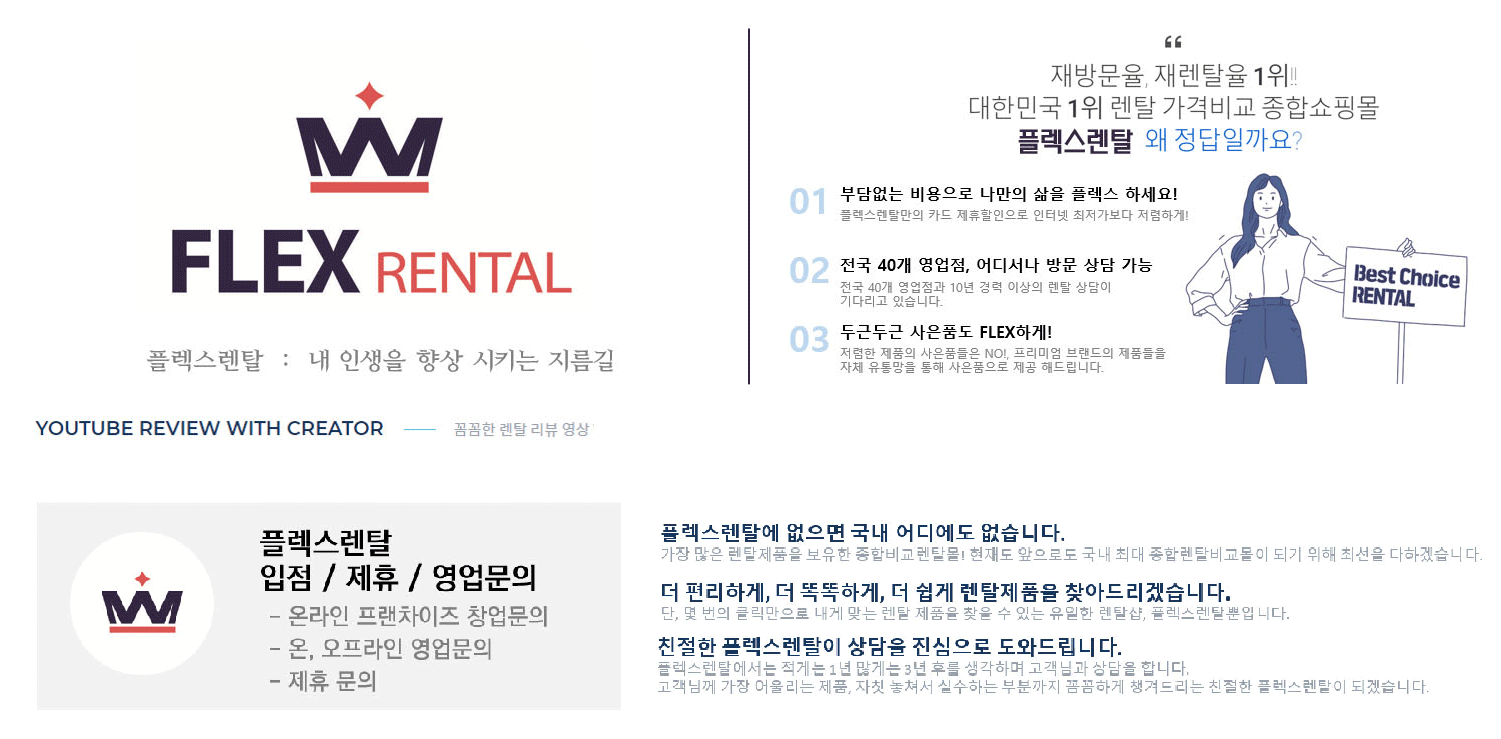 FLEX RENTAL
플렉스렌탈 : 내 인생을 향상 시키는 지름길
“
재방문율, 재렌탈율 1위!!
대한민국 1위 렌탈 가격비교 종합쇼핑몰
플렉스렌탈 왜 정답일까요?
01 부담없는 비용으로 나만의 삶을 플렉스 하세요!
플렉스렌탈만의 카드 제휴할인으로 인터넷 최저가보다 저렴하게!
02 전국 40개 영업점, 어디서나 방문 상담 가능
전국 40개 영업점과 10년 경력 이상의 렌탈 상담이
기다리고 있습니다.
03 두근두근 사은품도 FLEX하게!
저렴한 제품의 사은품들은 NO!, 프리미엄 브랜드의 제품들을
자체 유통망을 통해 사은품으로 제공 해드립니다.
Best Choice
RENTAL
YOUTUBE REVIEW WITH CREATOR 꼼꼼한 렌탈 리뷰 영상
플렉스렌탈
입점 / 제휴 / 영업문의
- 온라인 프랜차이즈 창업문의
- 온, 오프라인 영업문의
- 제휴 문의
플렉스렌탈에 없으면 국내 어디에도 없습니다.
가장 많은 렌탈제품을 보유한 종합비교렌탈몰! 현재도 앞으로도 국내 최대 종합렌탈비교몰이 되기 위해 최선을 다하겠습니다.
더 편리하게, 더 똑똑하게, 더 쉽게 렌탈제품을 찾아드리겠습니다.
단, 몇 번의 클릭만으로 내게 맞는 렌탈 제품을 찾을 수 있는 유일한 렌탈샵, 플렉스렌탈뿐입니다.
친절한 플렉스렌탈이 상담을 진심으로 도와드립니다.
플렉스렌탈에서는 적게는 1년 많게는 3년 후를 생각하며 고객님과 상담을 합니다.
고객님께 가장 어울리는 제품, 자칫 놓쳐서 실수하는 부분까지 꼼꼼하게 챙겨드리는 친절한 플렉스렌탈이 되겠습니다.